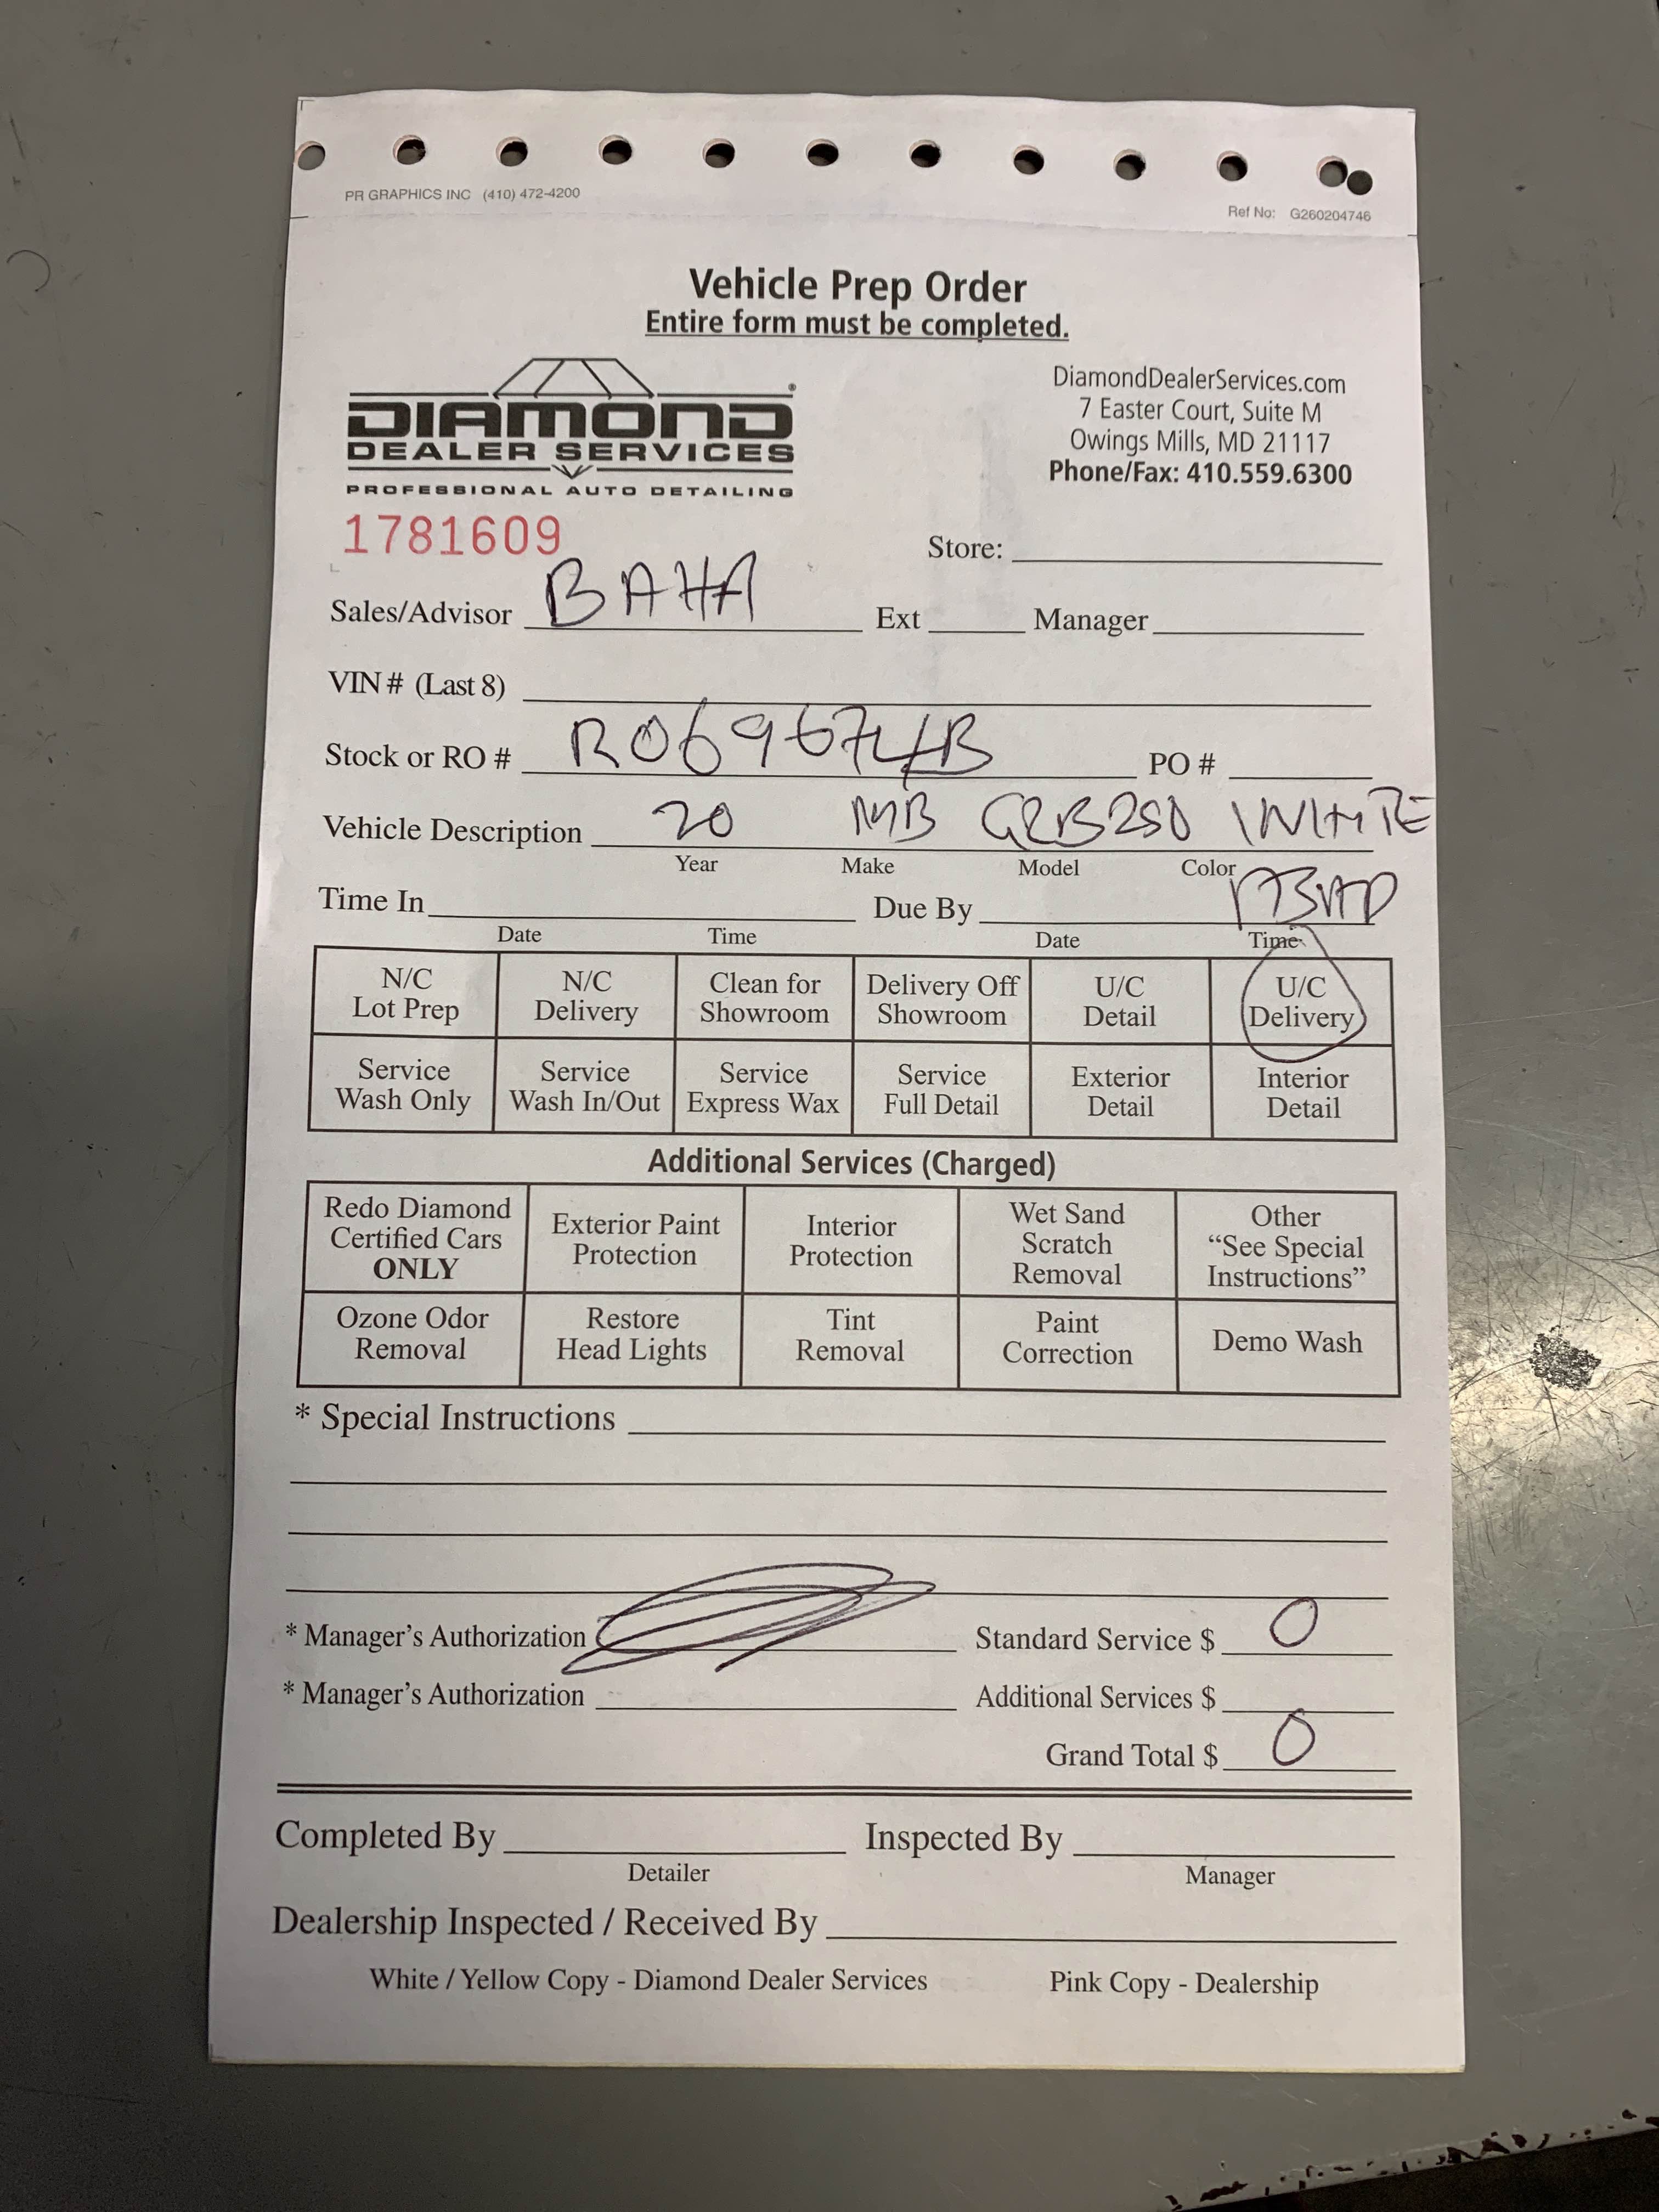 PR GRAPHICS INC (410) 472-4200
Ref No: G260204746
Vehicle Prep Order
Entire form must be completed.
DIAMOND
DEALER SERVICES
PROFESSIONAL AUTO DETAILING
DiamondDealerServices.com
7 Easter Court, Suite M
Owings Mills, MD 21117
Phone/Fax: 410.559.6300
1781609
Store:
Sales/Advisor BAHA Ext Manager
VIN # (Last 8)
Stock or RO # R069674B PO #
Vehicle Description 20 MB GLB250 WHITE
Year Make Model Color
Time In Due By
Date Time Date Time
N/C Lot Prep
N/C Delivery
Clean for Showroom
Delivery Off Showroom
U/C Detail
U/C Delivery
Service Wash Only
Service Wash In/Out
Service Express Wax
Service Full Detail
Exterior Detail
Interior Detail
Additional Services (Charged)
Redo Diamond Certified Cars ONLY
Exterior Paint Protection
Interior Protection
Wet Sand Scratch Removal
Other “See Special Instructions”
Ozone Odor Removal
Restore Head Lights
Tint Removal
Paint Correction
Demo Wash
* Special Instructions
* Manager's Authorization Standard Service $ 0
* Manager's Authorization Additional Services $
Grand Total $ 0
Completed By Inspected By
Detailer Manager
Dealership Inspected / Received By
White / Yellow Copy - Diamond Dealer Services Pink Copy - Dealership